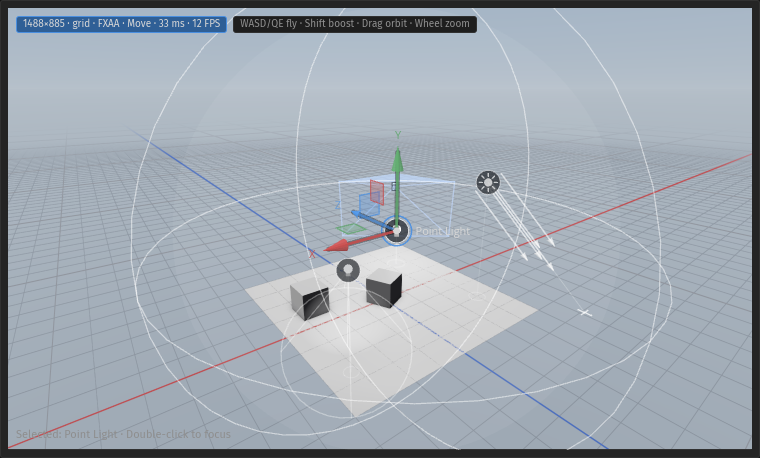 1488×885 · grid · FXAA · Move · 33 ms · 12 FPS
WASD/QE fly · Shift boost · Drag orbit · Wheel zoom
Y
Z
Point Light
X
Selected: Point Light · Double-click to focus